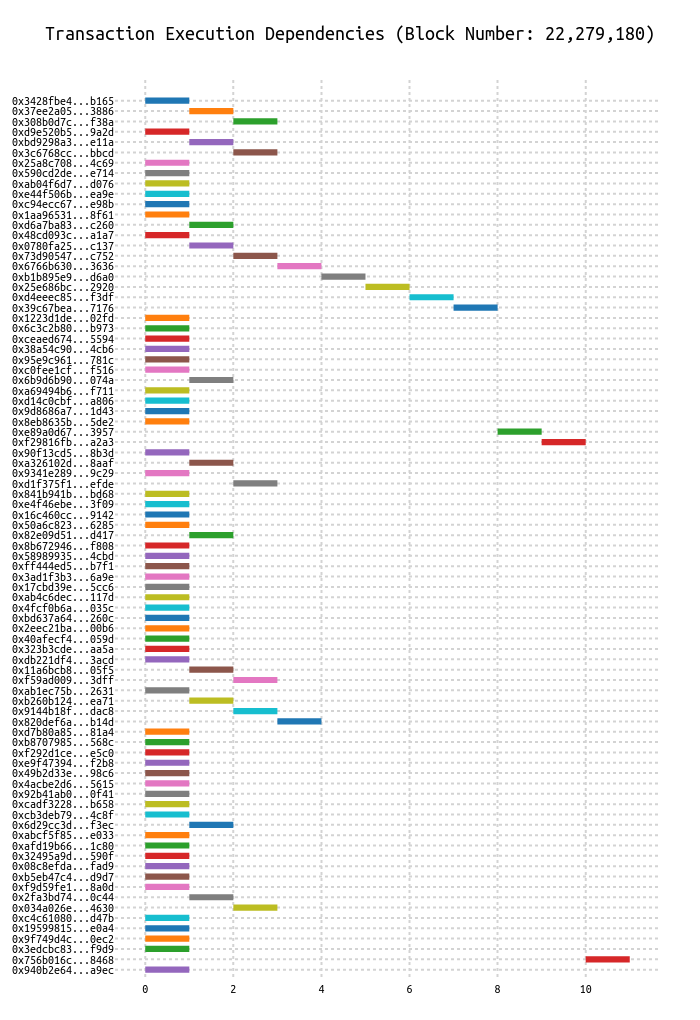 Transaction Execution Dependencies (Block Number: 22,279,180)
0x3428fbe4...b165
0x37ee2a05...3886
0x308b0d7c...f38a
0xd9e520b5...9a2d
0xbd9298a3...e11a
0x3c6768cc...bbcd
0x25a8c708...4c69
0x590cd2de...e714
0xab04f6d7...d076
0xe44f506b...ea9e
0xc94ecc67...e98b
0x1aa96531...8f61
0xd6a7ba83...c260
0x48cd093c...a1a7
0x0780fa25...c137
0x73d90547...c752
0x6766b630...3636
0xb1b895e9...d6a0
0x25e686bc...2920
0xd4eeec85...f3df
0x39c67bea...7176
0x1223d1de...02fd
0x6c3c2b80...b973
0xceaed674...5594
0x38a54c90...4cb6
0x95e9c961...781c
0xc0fee1cf...f516
0x6b9d6b90...074a
0xa69494b6...f711
0xd14c0cbf...a806
0x9d8686a7...1d43
0x8eb8635b...5de2
0xe89a0d67...3957
0xf29816fb...a2a3
0x90f13cd5...8b3d
0xa326102d...8aaf
0x9341e289...9c29
0xd1f375f1...efde
0x841b941b...bd68
0xe4f46ebe...3f09
0x16c460cc...9142
0x50a6c823...6285
0x82e09d51...d417
0x8b672946...f808
0x58989935...4cbd
0xff444ed5...b7f1
0x3ad1f3b3...6a9e
0x17cbd39e...5cc6
0xab4c6dec...117d
0x4fcf0b6a...035c
0xbd637a64...260c
0x2eec21ba...00b6
0x40afecf4...059d
0x323b3cde...aa5a
0xdb221df4...3acd
0x11a6bcb8...05f5
0xf59ad009...3dff
0xab1ec75b...2631
0xb260b124...ea71
0x9144b18f...dac8
0x820def6a...b14d
0xd7b80a85...81a4
0xb8707985...568c
0xf292d1ce...e5c0
0xe9f47394...f2b8
0x49b2d33e...98c6
0x4acbe2d6...5615
0x92b41ab0...0f41
0xcadf3228...b658
0xcb3deb79...4c8f
0x6d29cc3d...f3ec
0xabcf5f85...e033
0xafd19b66...1c80
0x32495a9d...590f
0x08c8efda...fad9
0xb5eb47c4...d9d7
0xf9d59fe1...8a0d
0x2fa3bd74...0c44
0x034a026e...4630
0xc4c61080...d47b
0x19599815...e0a4
0x9f749d4c...0ec2
0x3edcbc83...f9d9
0x756b016c...8468
0x940b2e64...a9ec
0 2 4 6 8 10